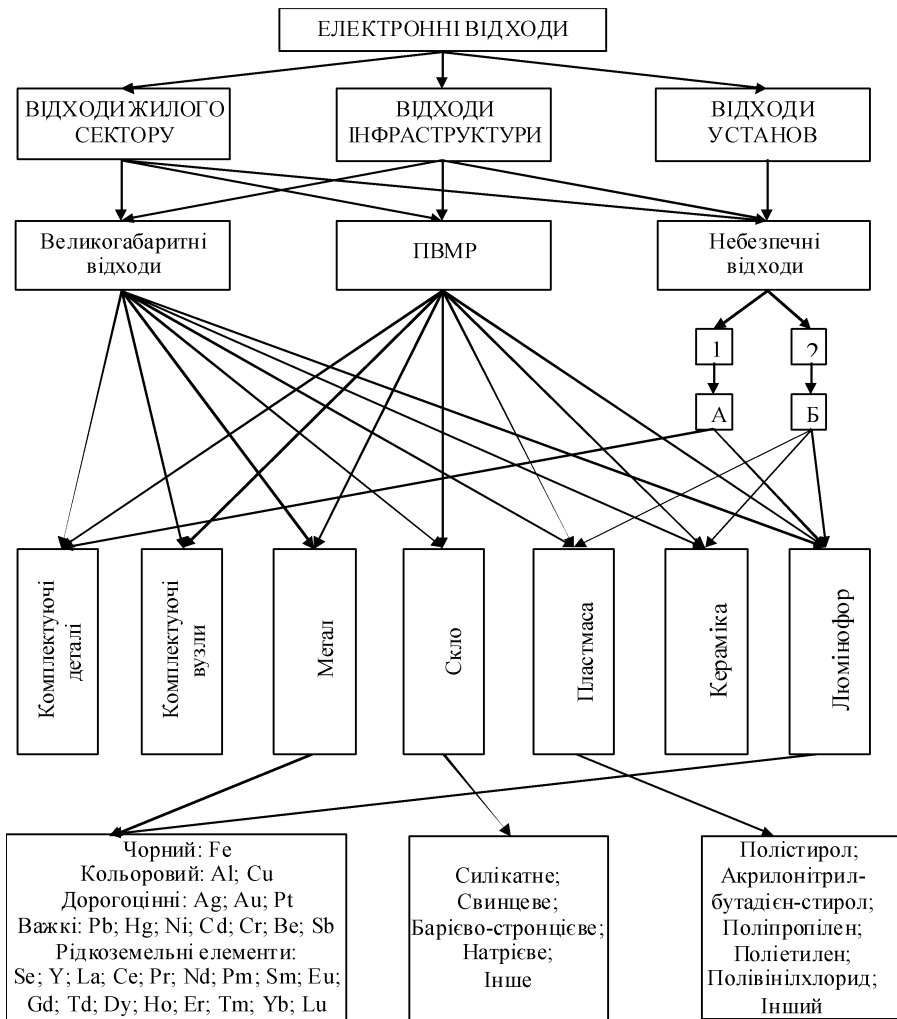 ЕЛЕКТРОННІ ВІДХОДИ
ВІДХОДИ ЖИЛОГО
СЕКТОРУ
ВІДХОДИ
ІНФРАСТРУКТУРИ
ВІДХОДИ
УСТАНОВ
Великогабаритні
відходи
ПВМР
Небезпечні
відходи
1
2
А
Б
Комплектуючі
деталі
Комплектуючі
вузли
Метал
Скло
Пластмаса
Кераміка
Люмінофор
Чорний: Fe
Кольоровий: Al; Cu
Дорогоцінні: Ag; Au; Pt
Важкі: Pb; Hg; Ni; Cd; Cr; Be; Sb
Рідкоземельні елементи:
Se; Y; La; Ce; Pr; Nd; Pm; Sm; Eu;
Gd; Td; Dy; Ho; Er; Tm; Yb; Lu
Силікатне;
Свинцеве;
Барієво-стронцієве;
Натрієве;
Інше
Полістирол;
Акрилонітрил-
бутадієн-стирол;
Поліпропілен;
Поліетилен;
Полівінілхлорид;
Інший